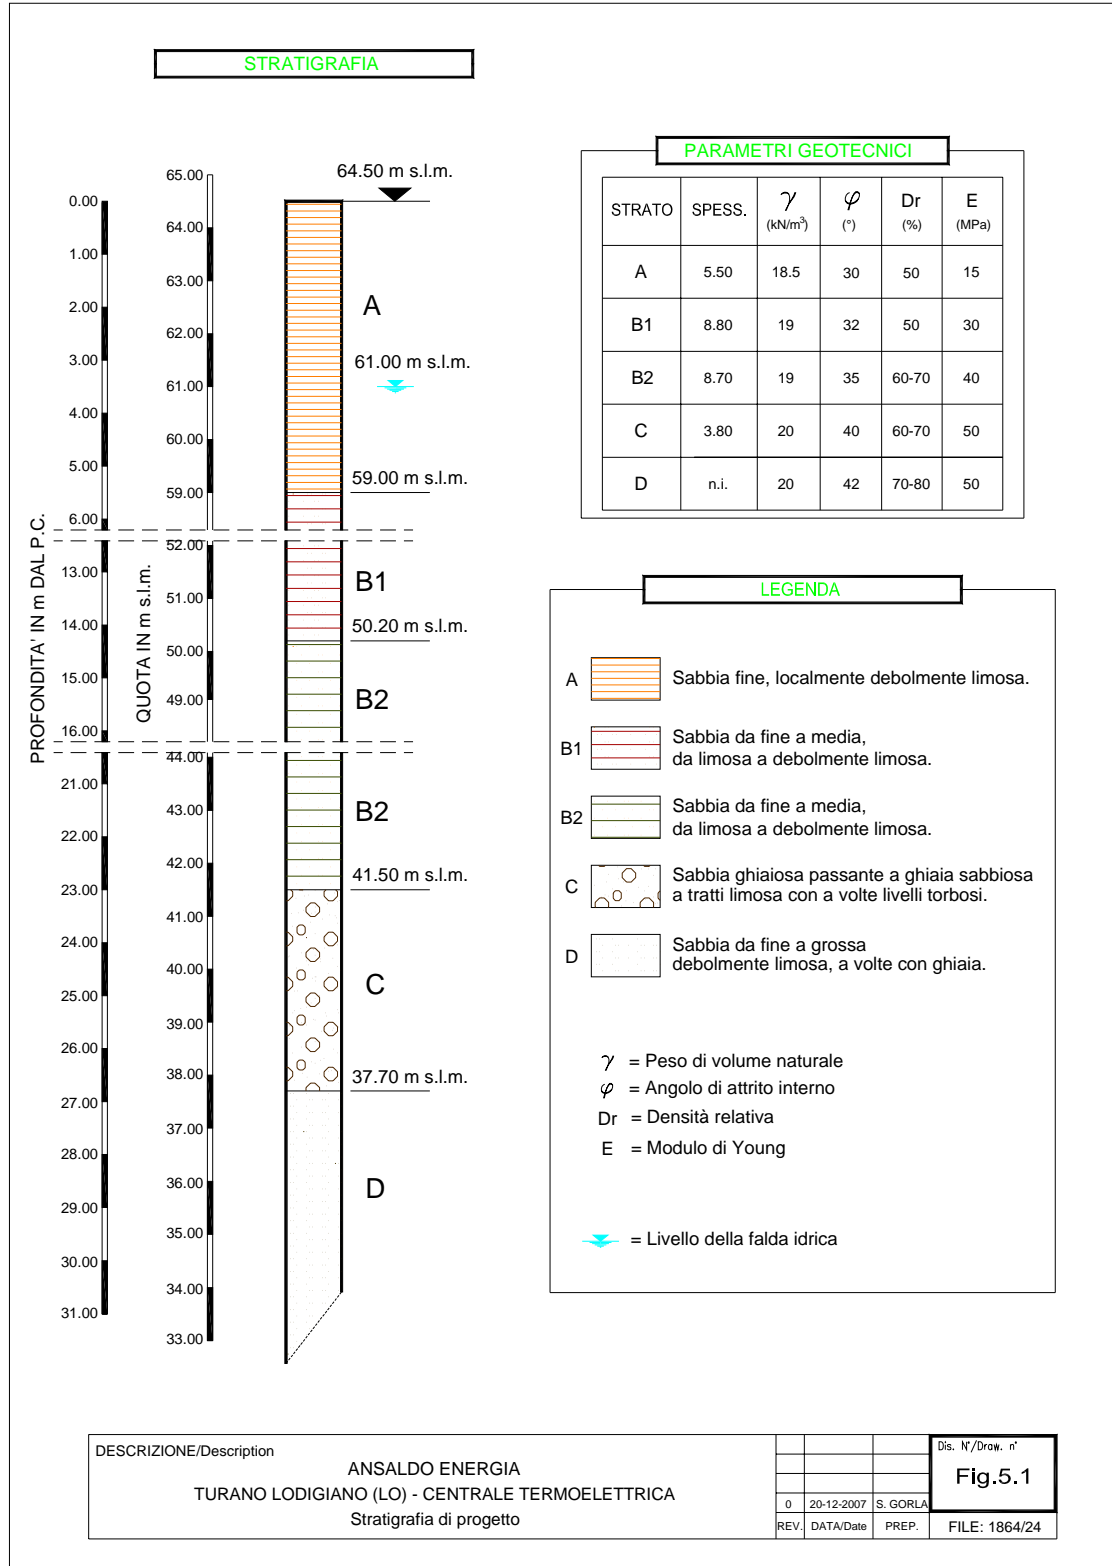 STRATIGRAFIA
PROFONDITA' IN m DAL P.C.
0.00
1.00
2.00
3.00
4.00
5.00
6.00
13.00
14.00
15.00
16.00
21.00
22.00
23.00
24.00
25.00
26.00
27.00
28.00
29.00
30.00
31.00
QUOTA IN m s.l.m.
65.00
64.00
63.00
62.00
61.00
60.00
59.00
52.00
51.00
50.00
49.00
44.00
43.00
42.00
41.00
40.00
39.00
38.00
37.00
36.00
35.00
34.00
33.00
64.50 m s.l.m.
A
61.00 m s.l.m.
59.00 m s.l.m.
B1
50.20 m s.l.m.
B2
B2
41.50 m s.l.m.
C
37.70 m s.l.m.
D
PARAMETRI GEOTECNICI
STRATO SPESS. γ (kN/m³) φ (°) Dr (%) E (MPa)
A 5.50 18.5 30 50 15
B1 8.80 19 32 50 30
B2 8.70 19 35 60-70 40
C 3.80 20 40 60-70 50
D n.i. 20 42 70-80 50
LEGENDA
A Sabbia fine, localmente debolmente limosa.
B1 Sabbia da fine a media,
da limosa a debolmente limosa.
B2 Sabbia da fine a media,
da limosa a debolmente limosa.
C Sabbia ghiaiosa passante a ghiaia sabbiosa
a tratti limosa con a volte livelli torbosi.
D Sabbia da fine a grossa
debolmente limosa, a volte con ghiaia.
γ = Peso di volume naturale
φ = Angolo di attrito interno
Dr = Densità relativa
E = Modulo di Young
= Livello della falda idrica
DESCRIZIONE/Description
ANSALDO ENERGIA
TURANO LODIGIANO (LO) - CENTRALE TERMOELETTRICA
Stratigrafia di progetto
0 20-12-2007 S. GORLA
REV. DATA/Date PREP.
Dis. N°/Draw. n°
Fig.5.1
FILE: 1864/24